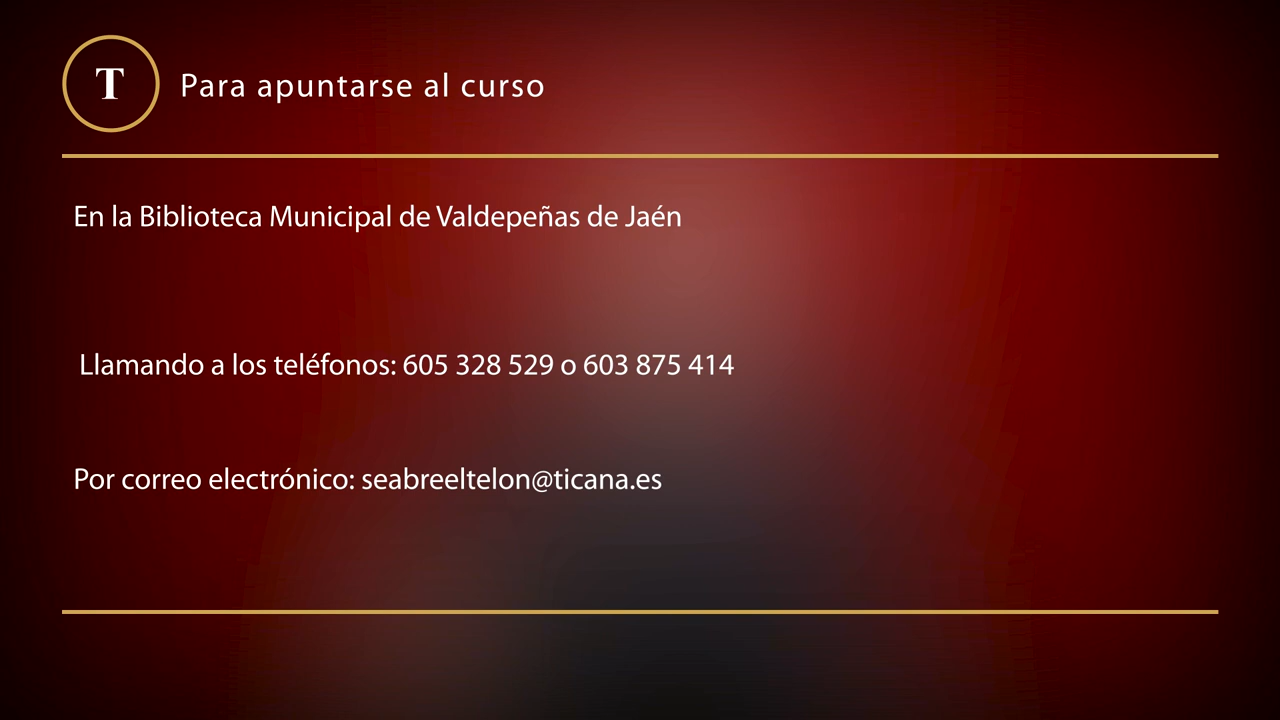 T
Para apuntarse al curso
En la Biblioteca Municipal de Valdepeñas de Jaén
Llamando a los teléfonos: 605 328 529 o 603 875 414
Por correo electrónico: seabreeltelon@ticana.es